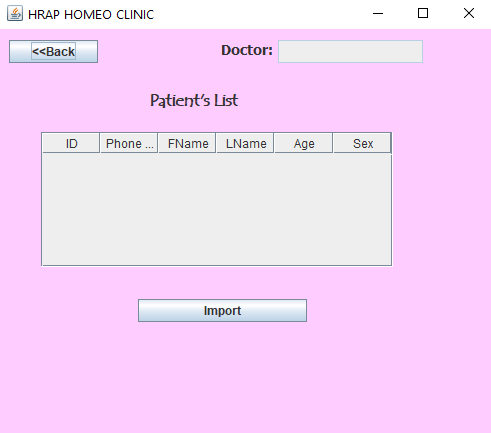 HRAP HOMEO CLINIC
<<Back Doctor:
Patient's List
ID Phone ... FName LName Age Sex
Import